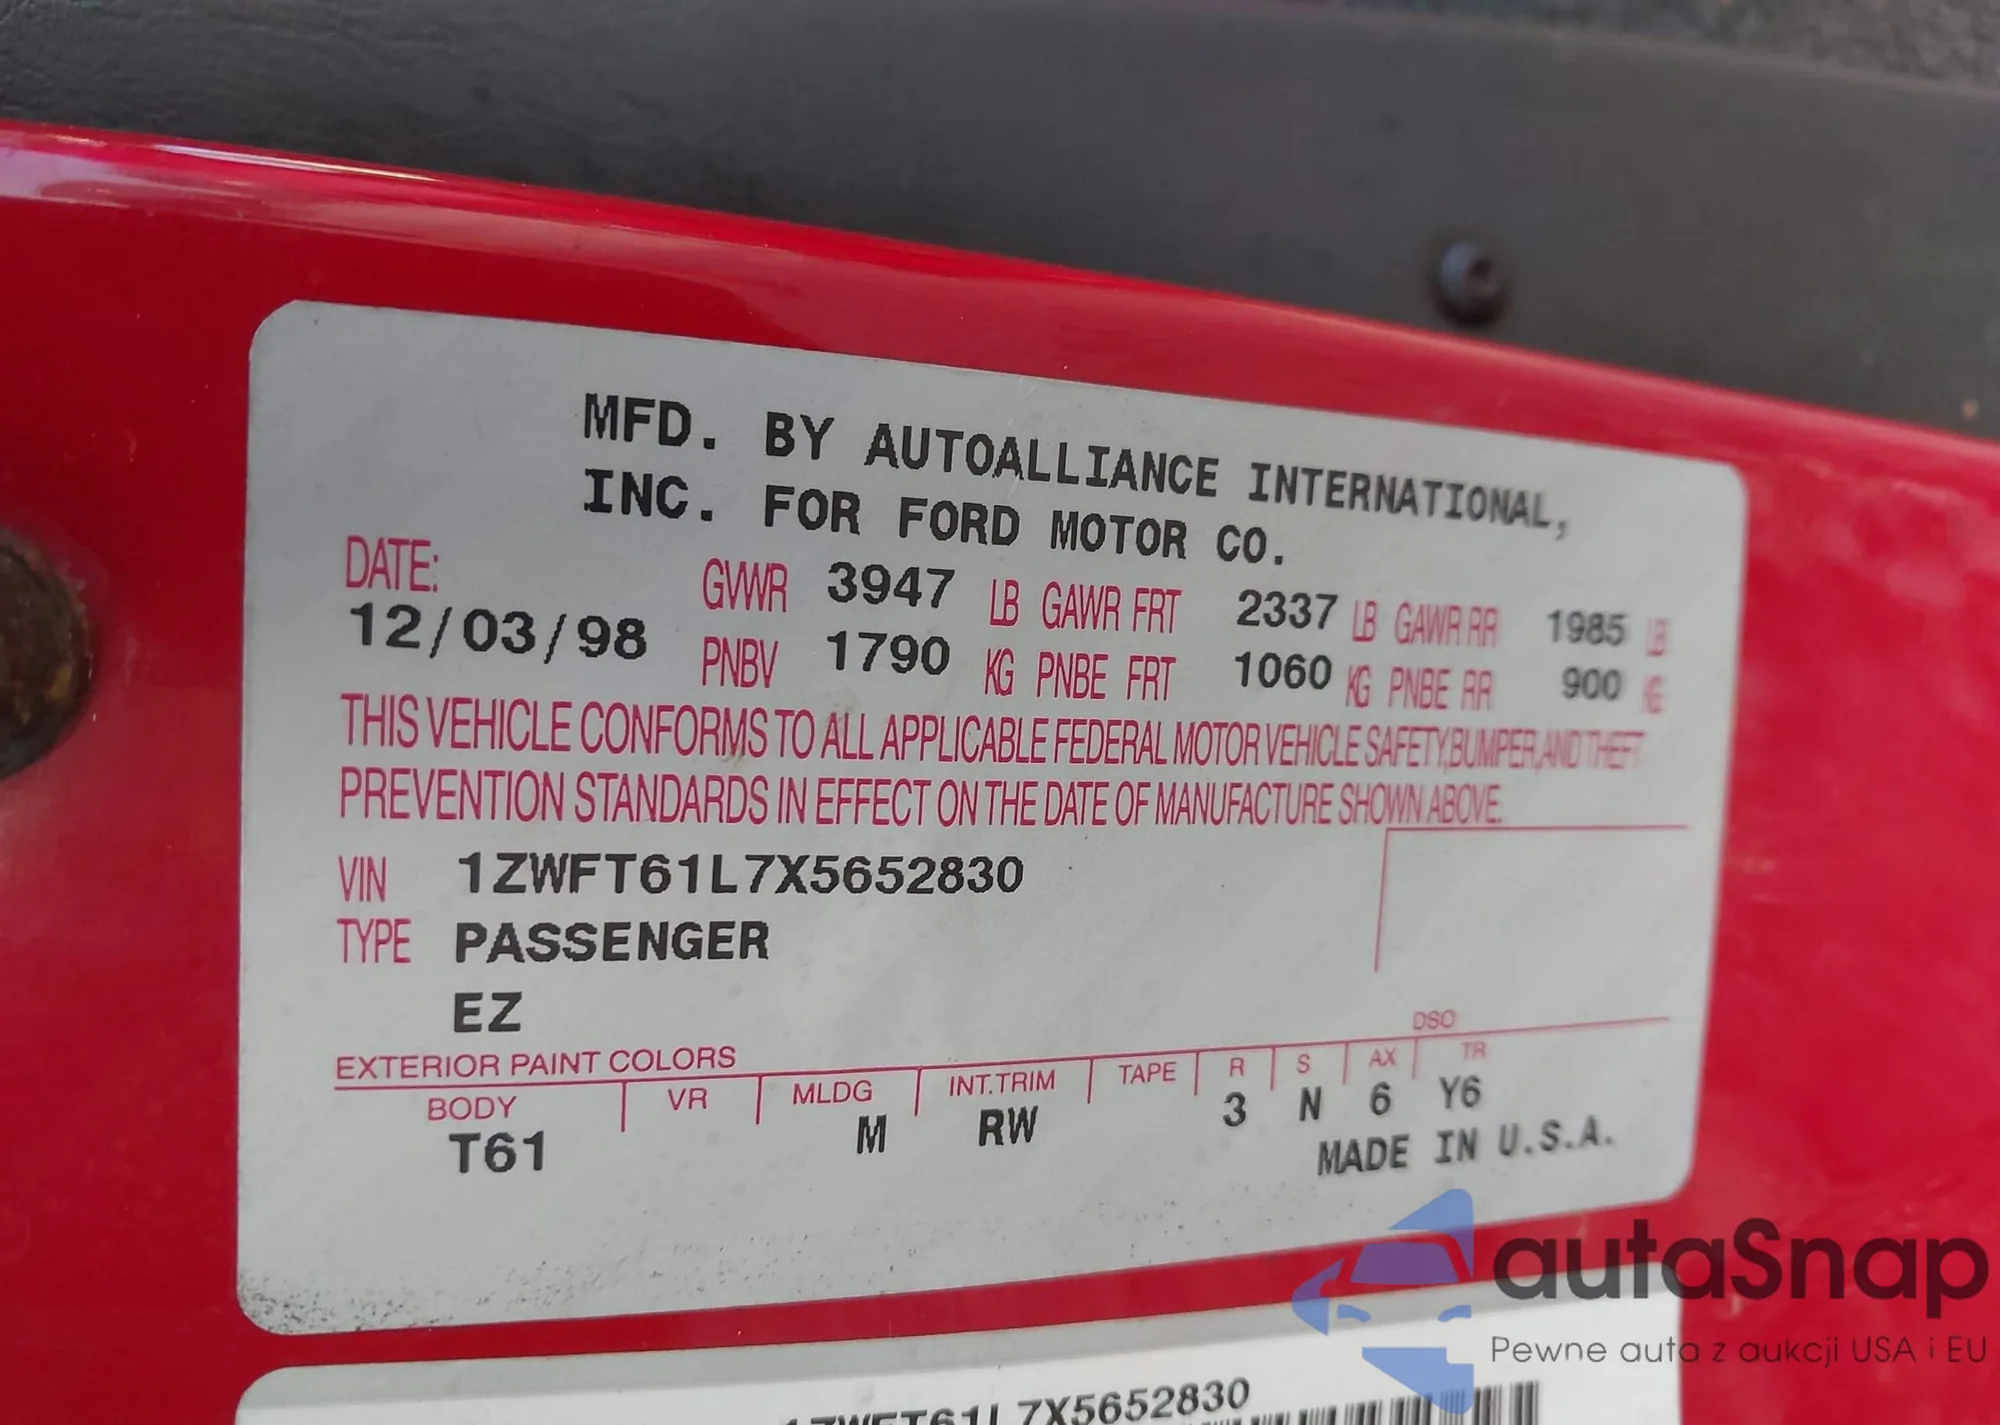 MFD. BY AUTOALLIANCE INTERNATIONAL,
INC. FOR FORD MOTOR CO.
DATE: GVWR 3947 LB GAWR FRT 2337 LB GAWR RR 1985 LB
12/03/98 PNBV 1790 KG PNBE FRT 1060 KG PNBE RR 900 KG
THIS VEHICLE CONFORMS TO ALL APPLICABLE FEDERAL MOTOR VEHICLE SAFETY, BUMPER, AND THEFT
PREVENTION STANDARDS IN EFFECT ON THE DATE OF MANUFACTURE SHOWN ABOVE.
VIN 1ZWFT61L7X5652830
TYPE PASSENGER
EZ
DSO
EXTERIOR PAINT COLORS
BODY VR MLDG INT.TRIM TAPE R S AX TR
T61 M RW 3 N 6 Y6
MADE IN U.S.A.
autaSnap
Pewne auta z aukcji USA i EU
1ZWFT61L7X5652830